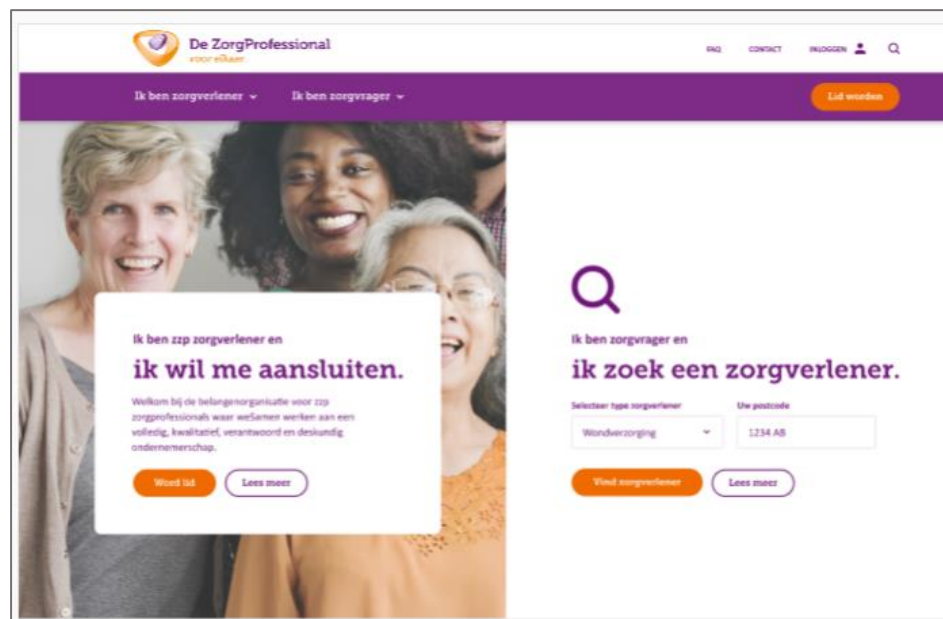 De ZorgProfessional
voor elkaar
FAQ CONTACT INLOGGEN
Ik ben zorgverlener Ik ben zorgvrager Lid worden
Ik ben zzp zorgverlener en
ik wil me aansluiten.
Welkom bij de belangenorganisatie voor zzp
zorgprofessionals waar weSamen werken aan een
volledig, kwalitatief, verantwoord en deskundig
ondernemerschap.
Word lid Lees meer
Ik ben zorgvrager en
ik zoek een zorgverlener.
Selecteer type zorgverlener Uw postcode
Wondverzorging 1234 AB
Vind zorgverlener Lees meer